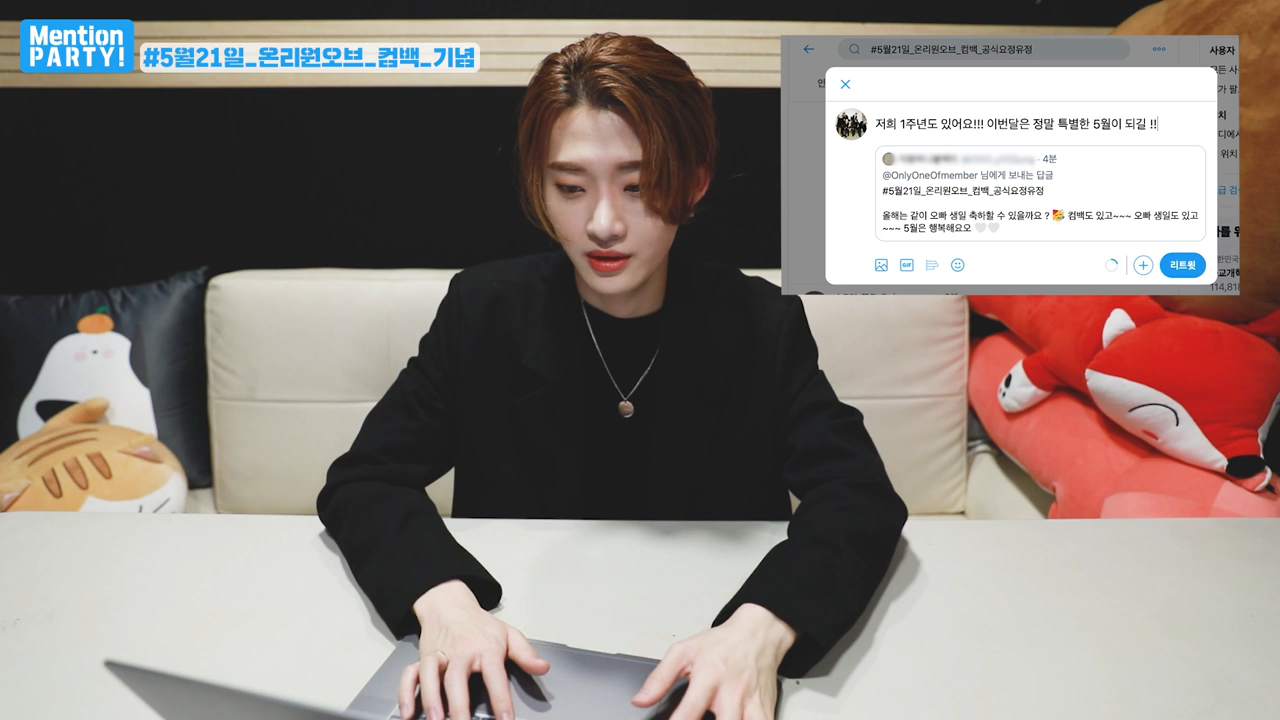 Mention
PARTY!
#5월21일_온리원오브_컴백_기념
#5월21일_온리원오브_컴백_공식요정유정
사용자
저희 1주년도 있어요!!! 이번달은 정말 특별한 5월이 되길 !!
· 4분
@OnlyOneOfmember 님에게 보내는 답글
#5월21일_온리원오브_컴백_공식요정유정
올해는 같이 오빠 생일 축하할 수 있을까요 ? 🥳 컴백도 있고~~~ 오빠 생일도 있고
~~~ 5월은 행복해요오 🤍🤍
GIF
리트윗
위치
114,818